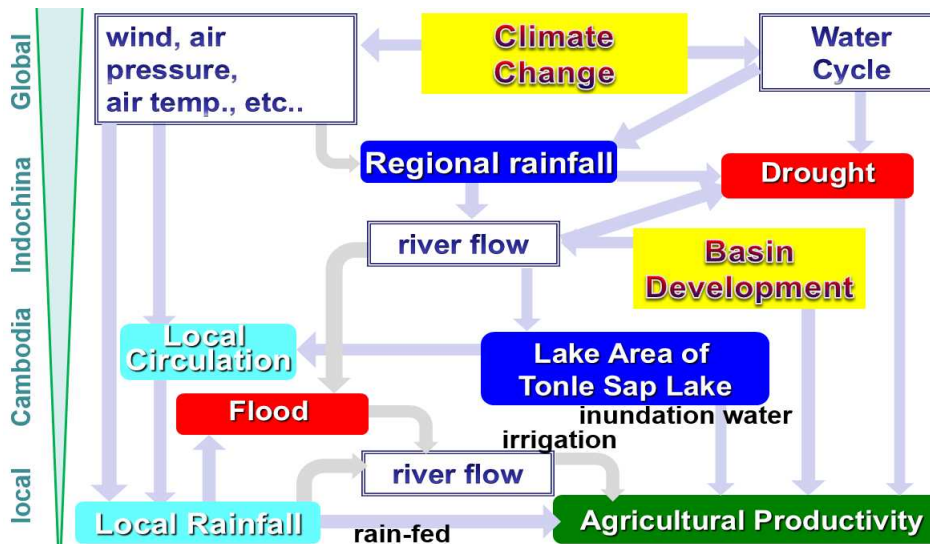 Global
Indochina
Cambodia
local
wind, air
pressure,
air temp., etc..
Climate
Change
Water
Cycle
Regional rainfall
Drought
river flow
Basin
Development
Local
Circulation
Lake Area of
Tonle Sap Lake
Flood
inundation water
irrigation
river flow
Local Rainfall
rain-fed
Agricultural Productivity